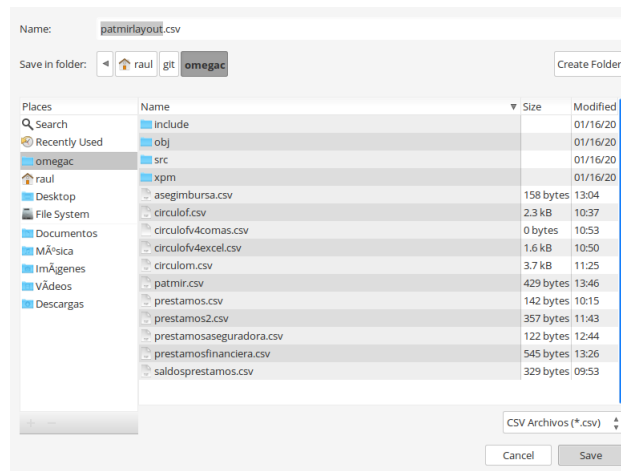 Name: patmirlayout.csv
Save in folder: raul git omegac Create Folder
Places
Search
Recently Used
omegac
raul
Desktop
File System
Documentos
MÃºsica
ImÃ¡genes
VÃ­deos
Descargas
Name Size Modified
include 01/16/20
obj 01/16/20
src 01/16/20
xpm 01/16/20
asegimbursa.csv 158 bytes 13:04
circulof.csv 2.3 kB 10:37
circulofv4comas.csv 0 bytes 10:53
circulofv4excel.csv 1.6 kB 10:50
circulom.csv 3.7 kB 11:25
patmir.csv 429 bytes 13:46
prestamos.csv 142 bytes 10:15
prestamos2.csv 357 bytes 11:43
prestamosaseguradora.csv 122 bytes 12:44
prestamosfinanciera.csv 545 bytes 13:26
saldosprestamos.csv 329 bytes 09:53
CSV Archivos (*.csv)
Cancel Save